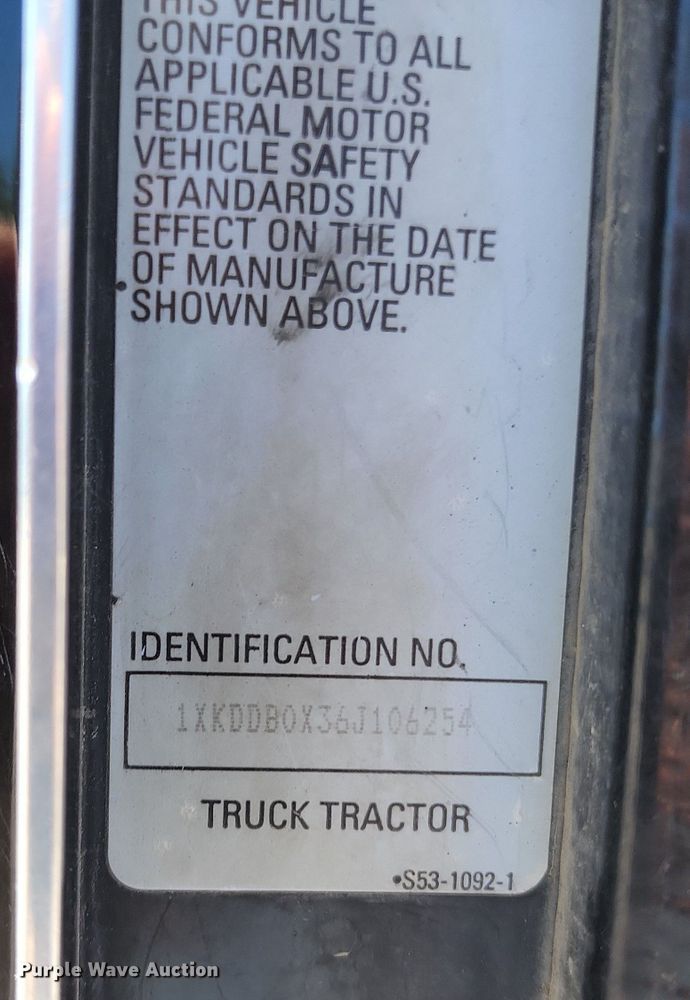 THIS VEHICLE
CONFORMS TO ALL
APPLICABLE U.S.
FEDERAL MOTOR
VEHICLE SAFETY
STANDARDS IN
EFFECT ON THE DATE
OF MANUFACTURE
SHOWN ABOVE.
IDENTIFICATION NO.
1XKDDB0X36J106254
TRUCK TRACTOR
•S53-1092-1
Purple Wave Auction